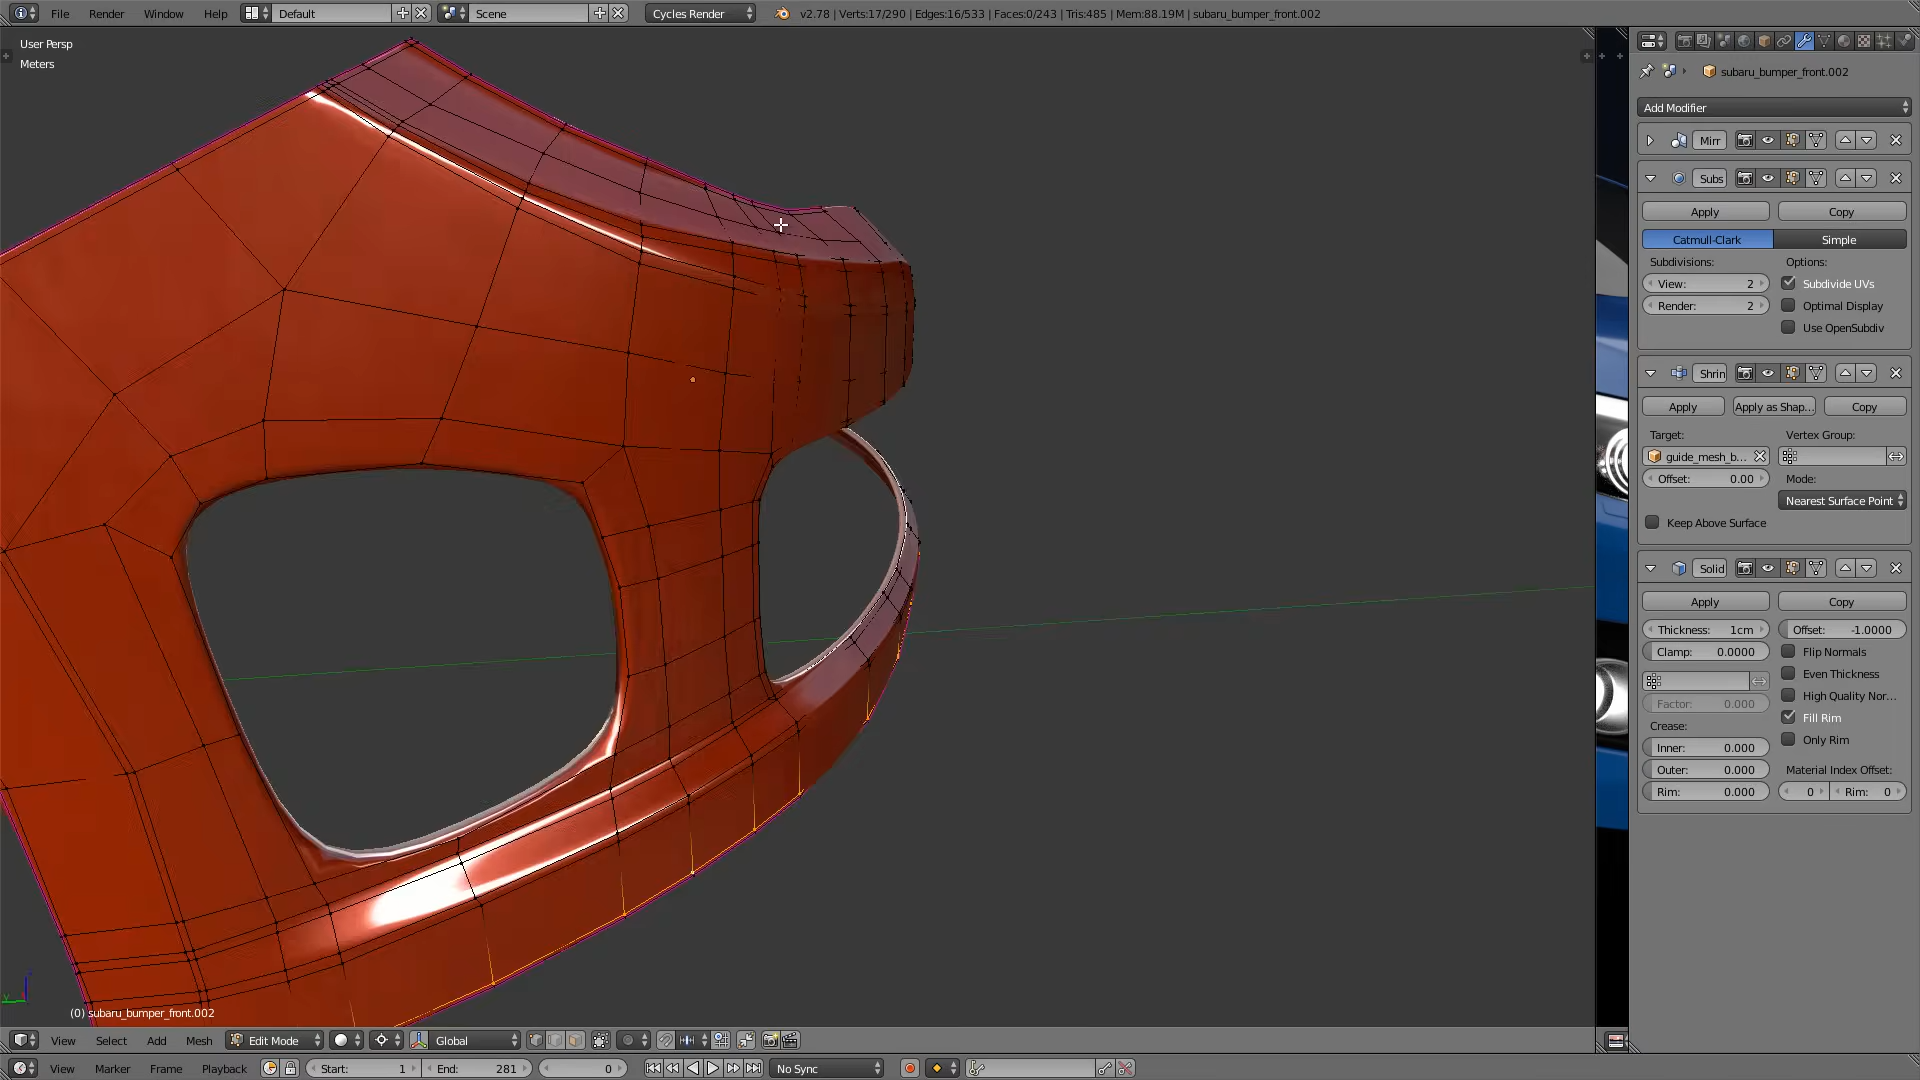 File Render Window Help Default Scene Cycles Render v2.78 | Verts:17/290 | Edges:16/533 | Faces:0/243 | Tris:485 | Mem:88.19M | subaru_bumper_front.002
User Persp
Meters
subaru_bumper_front.002
Add Modifier
Mirr
Subs
Apply Copy
Catmull-Clark Simple
Subdivisions: Options:
View: 2 Subdivide UVs
Render: 2 Optimal Display
Use OpenSubdiv
Shrin
Apply Apply as Shap... Copy
Target: Vertex Group:
guide_mesh_b...
Offset: 0.00 Mode:
Nearest Surface Point
Keep Above Surface
Solid
Apply Copy
Thickness: 1cm Offset: -1.0000
Clamp: 0.0000 Flip Normals
Even Thickness
High Quality Nor...
Factor: 0.000 Fill Rim
Crease: Only Rim
Inner: 0.000
Outer: 0.000 Material Index Offset:
Rim: 0.000 0 Rim: 0
(0) subaru_bumper_front.002
View Select Add Mesh Edit Mode Global
View Marker Frame Playback Start: 1 End: 281 0 No Sync